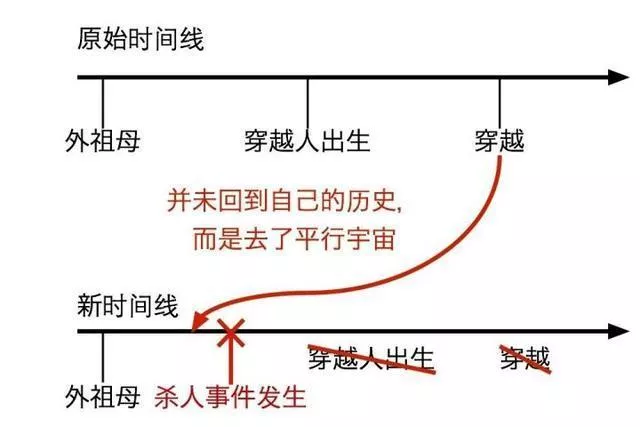 原始时间线
外祖母
穿越人出生
穿越
并未回到自己的历史,
而是去了平行宇宙
新时间线
穿越人出生
穿越
外祖母
杀人事件发生